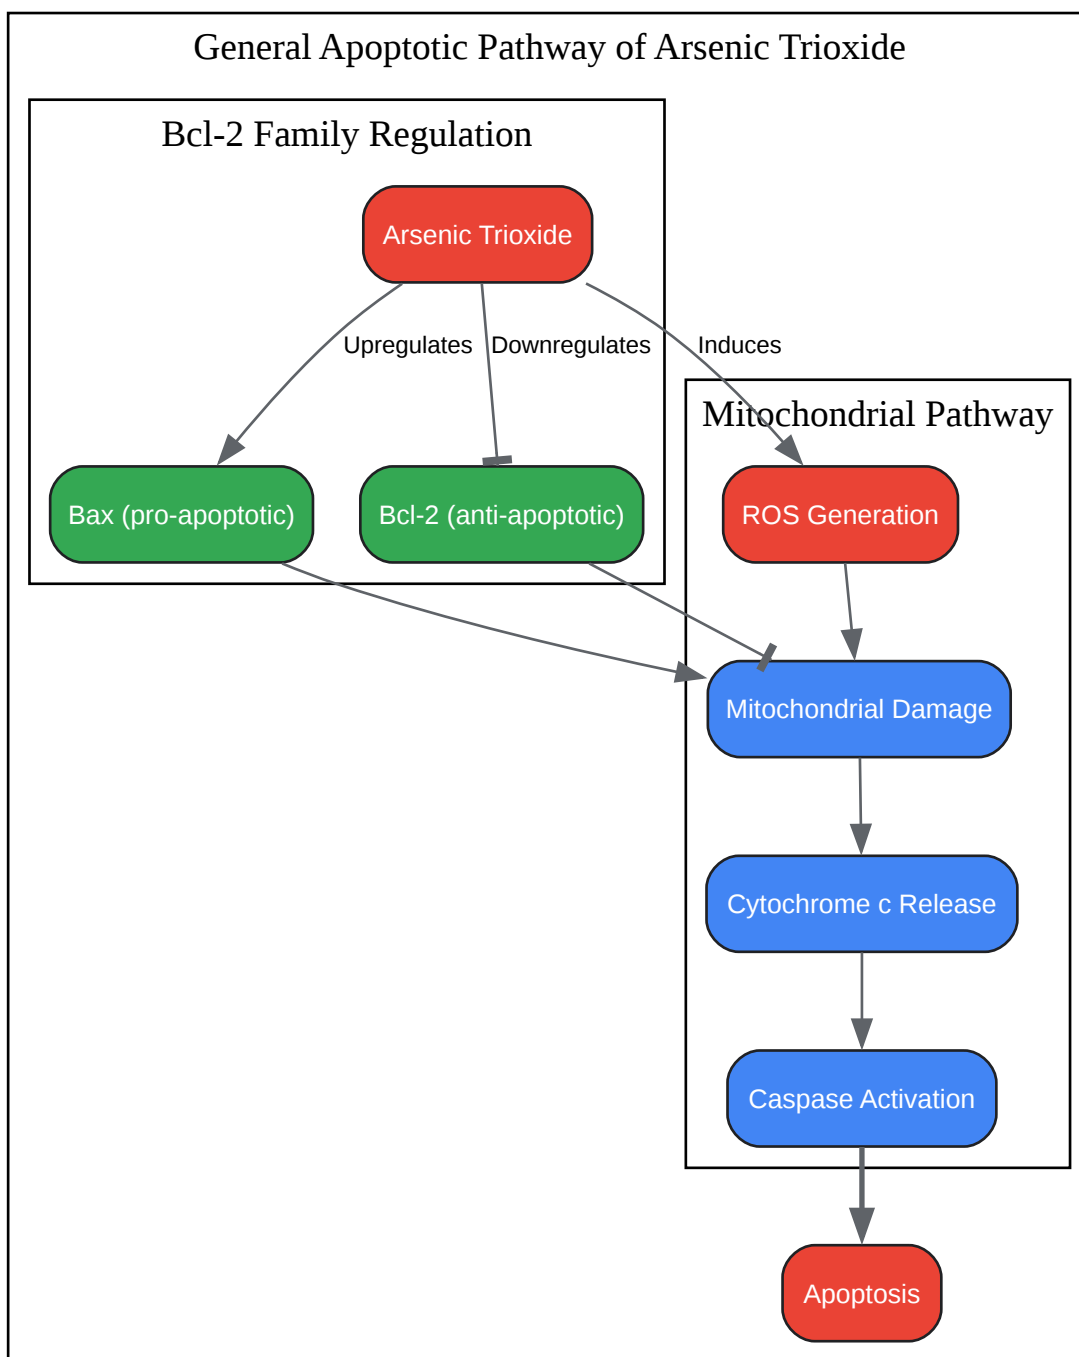 General Apoptotic Pathway of Arsenic Trioxide
Bcl-2 Family Regulation
Arsenic Trioxide
Upregulates
Downregulates
Induces
Mitochondrial Pathway
Bax (pro-apoptotic)
Bcl-2 (anti-apoptotic)
ROS Generation
Mitochondrial Damage
Cytochrome c Release
Caspase Activation
Apoptosis